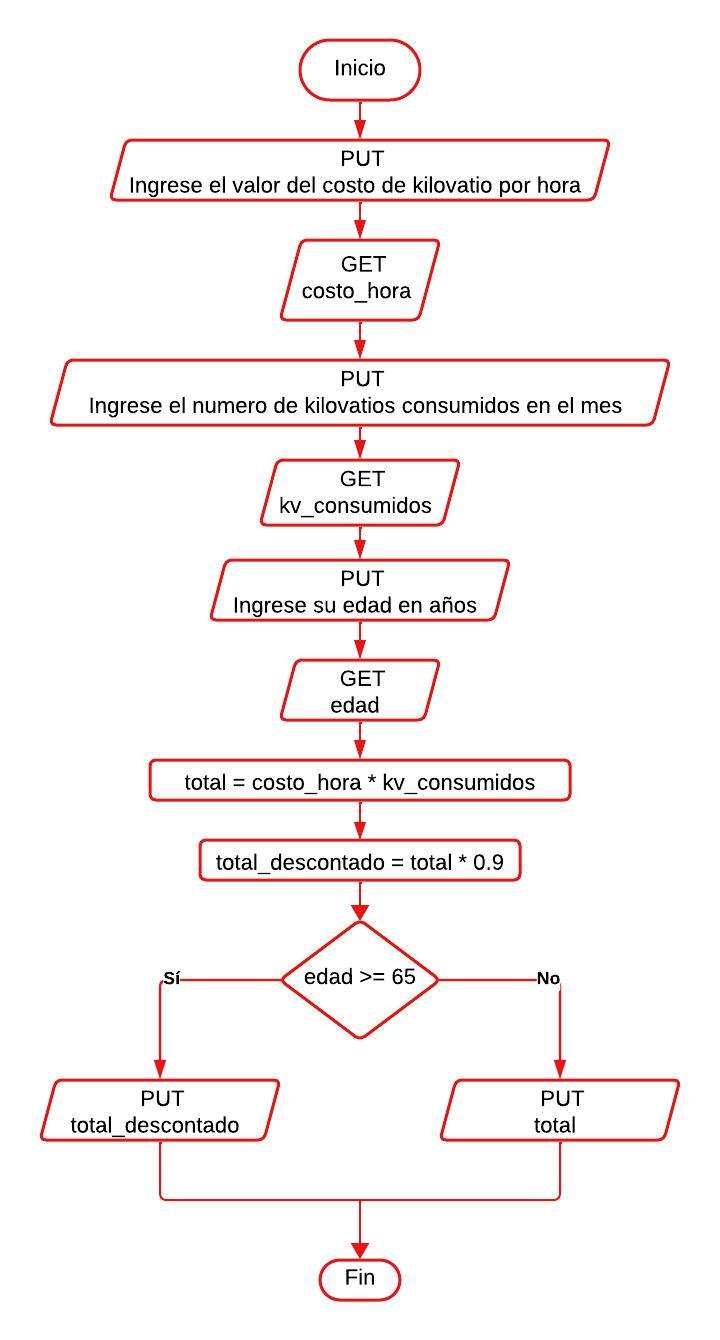 Inicio
PUT
Ingrese el valor del costo de kilovatio por hora
GET
costo_hora
PUT
Ingrese el numero de kilovatios consumidos en el mes
GET
kv_consumidos
PUT
Ingrese su edad en años
GET
edad
total = costo_hora * kv_consumidos
total_descontado = total * 0.9
edad >= 65
Sí
No
PUT
total_descontado
PUT
total
Fin